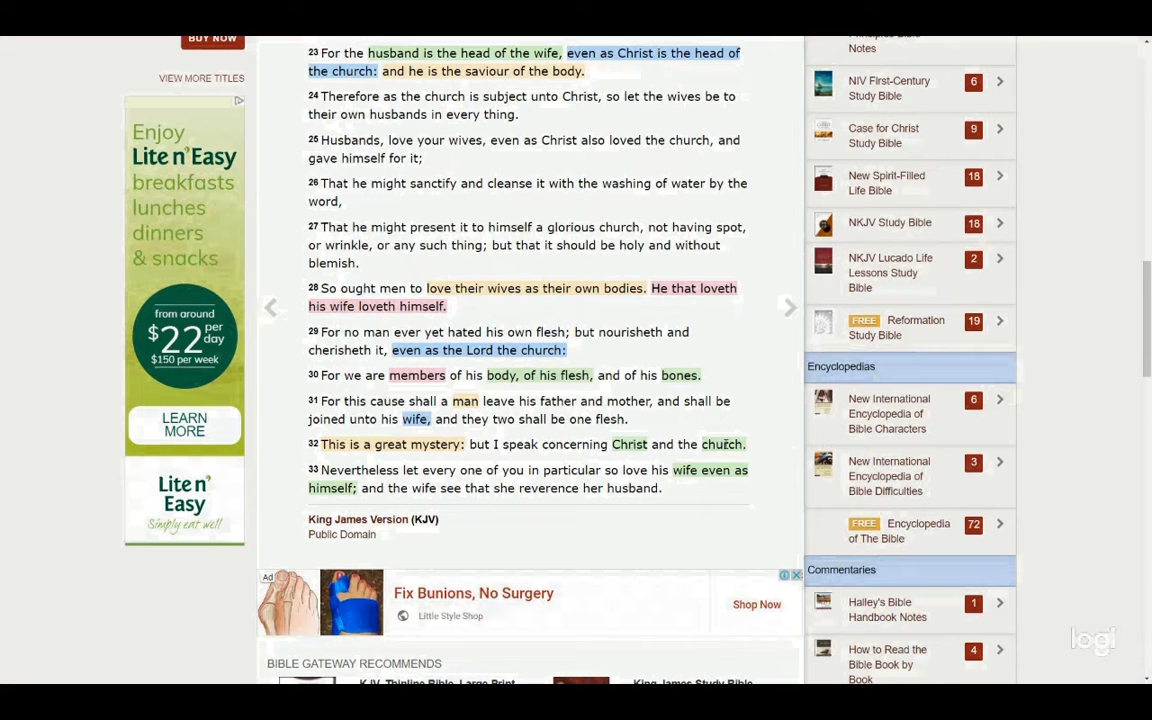 BUY NOW
VIEW MORE TITLES
Enjoy
Lite n' Easy
breakfasts
lunches
dinners
& snacks
from around
$22 per day
$150 per week
LEARN
MORE
Lite n'
Easy
Simply eat well
23 For the husband is the head of the wife, even as Christ is the head of
the church: and he is the saviour of the body.
24 Therefore as the church is subject unto Christ, so let the wives be to
their own husbands in every thing.
25 Husbands, love your wives, even as Christ also loved the church, and
gave himself for it;
26 That he might sanctify and cleanse it with the washing of water by the
word,
27 That he might present it to himself a glorious church, not having spot,
or wrinkle, or any such thing; but that it should be holy and without
blemish.
28 So ought men to love their wives as their own bodies. He that loveth
his wife loveth himself.
29 For no man ever yet hated his own flesh; but nourisheth and
cherisheth it, even as the Lord the church:
30 For we are members of his body, of his flesh, and of his bones.
31 For this cause shall a man leave his father and mother, and shall be
joined unto his wife, and they two shall be one flesh.
32 This is a great mystery: but I speak concerning Christ and the church.
33 Nevertheless let every one of you in particular so love his wife even as
himself; and the wife see that she reverence her husband.
King James Version (KJV)
Public Domain
Ad
Fix Bunions, No Surgery
Little Style Shop
Shop Now
BIBLE GATEWAY RECOMMENDS
KJV, Thinline Bible, Large Print
King James Study Bible
Notes
NIV First-Century
Study Bible
6
Case for Christ
Study Bible
9
New Spirit-Filled
Life Bible
18
NKJV Study Bible
18
NKJV Lucado Life
Lessons Study
Bible
2
FREE Reformation
Study Bible
19
Encyclopedias
New International
Encyclopedia of
Bible Characters
6
New International
Encyclopedia of
Bible Difficulties
3
FREE Encyclopedia
of The Bible
72
Commentaries
Halley's Bible
Handbook Notes
1
How to Read the
Bible Book by
Book
4
logi